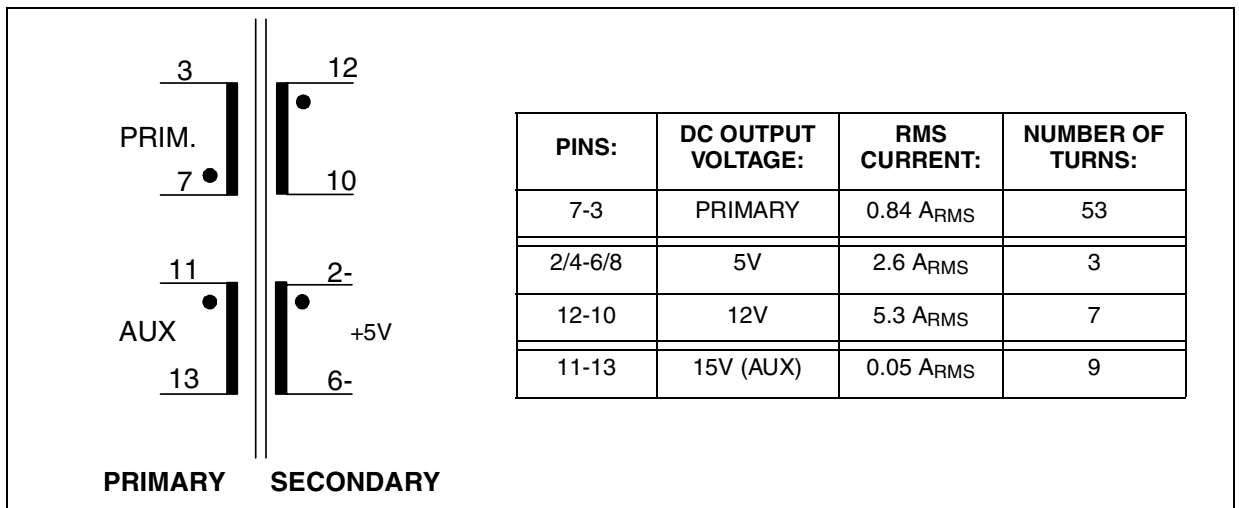 3 12
PRIM.
7 10
11 2-
AUX +5V
13 6-
PRIMARY SECONDARY
PINS: DC OUTPUT VOLTAGE: RMS CURRENT: NUMBER OF TURNS:
7-3 PRIMARY 0.84 ARMS 53
2/4-6/8 5V 2.6 ARMS 3
12-10 12V 5.3 ARMS 7
11-13 15V (AUX) 0.05 ARMS 9